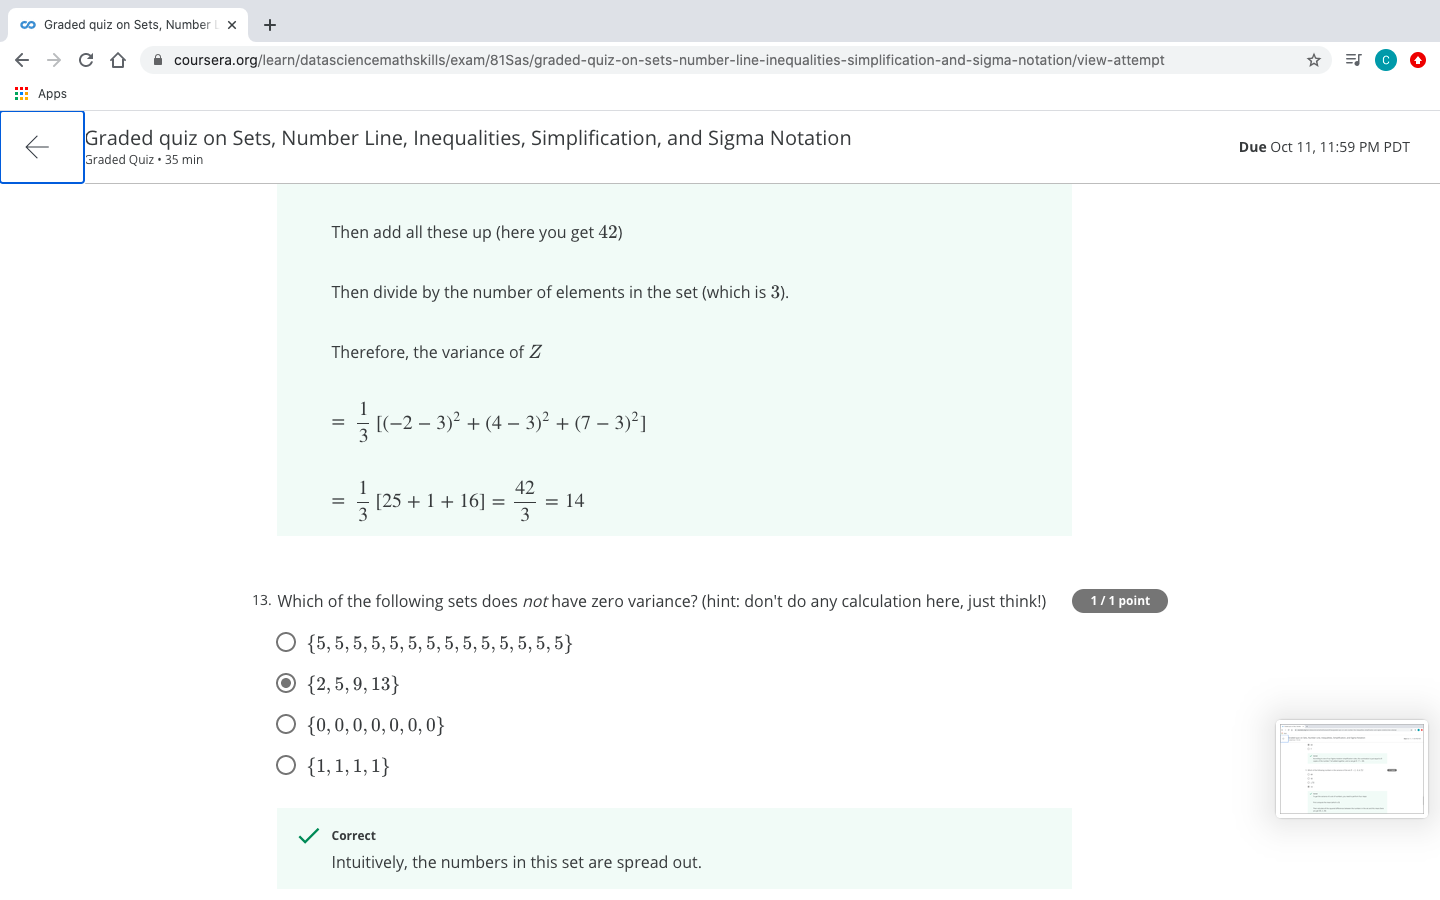 Graded quiz on Sets, Number L
coursera.org/learn/datasciencemathskills/exam/81Sas/graded-quiz-on-sets-number-line-inequalities-simplification-and-sigma-notation/view-attempt
C
Apps
Graded quiz on Sets, Number Line, Inequalities, Simplification, and Sigma Notation
Graded Quiz • 35 min
Due Oct 11, 11:59 PM PDT
Then add all these up (here you get 42)
Then divide by the number of elements in the set (which is 3).
Therefore, the variance of Z
= 1/3 [(−2 − 3)² + (4 − 3)² + (7 − 3)²]
= 1/3 [25 + 1 + 16] = 42/3 = 14
13. Which of the following sets does not have zero variance? (hint: don't do any calculation here, just think!)
1 / 1 point
{5, 5, 5, 5, 5, 5, 5, 5, 5, 5, 5, 5, 5, 5}
{2, 5, 9, 13}
{0, 0, 0, 0, 0, 0, 0}
{1, 1, 1, 1}
Correct
Intuitively, the numbers in this set are spread out.